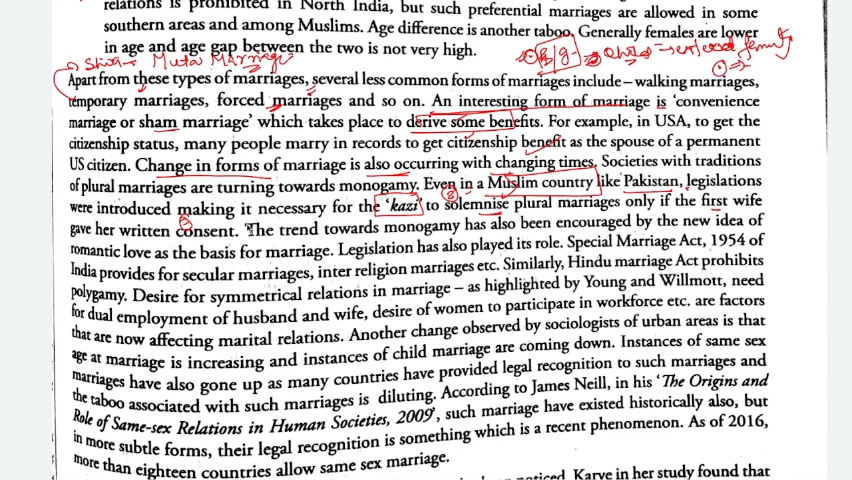 relations is prohibited in North India, but such preferential marriages are allowed in some
southern areas and among Muslims. Age difference is another taboo. Generally females are lower
in age and age gap between the two is not very high.
Shia - Muta Marriage
Apart from these types of marriages, several less common forms of marriages include – walking marriages,
temporary marriages, forced marriages and so on. An interesting form of marriage is 'convenience
marriage or sham marriage' which takes place to derive some benefits. For example, in USA, to get the
citizenship status, many people marry in records to get citizenship benefit as the spouse of a permanent
US citizen. Change in forms of marriage is also occurring with changing times. Societies with traditions
of plural marriages are turning towards monogamy. Even in a Muslim country like Pakistan, legislations
were introduced making it necessary for the 'kazi' to solemnise plural marriages only if the first wife
gave her written consent. The trend towards monogamy has also been encouraged by the new idea of
romantic love as the basis for marriage. Legislation has also played its role. Special Marriage Act, 1954 of
India provides for secular marriages, inter religion marriages etc. Similarly, Hindu marriage Act prohibits
polygamy. Desire for symmetrical relations in marriage – as highlighted by Young and Willmott, need
for dual employment of husband and wife, desire of women to participate in workforce etc. are factors
that are now affecting marital relations. Another change observed by sociologists of urban areas is that
age at marriage is increasing and instances of child marriage are coming down. Instances of same sex
marriages have also gone up as many countries have provided legal recognition to such marriages and
the taboo associated with such marriages is diluting. According to James Neill, in his 'The Origins and
Role of Same-sex Relations in Human Societies, 2009', such marriage have existed historically also, but
in more subtle forms, their legal recognition is something which is a recent phenomenon. As of 2016,
more than eighteen countries allow same sex marriage.
noticed. Karve in her study found that